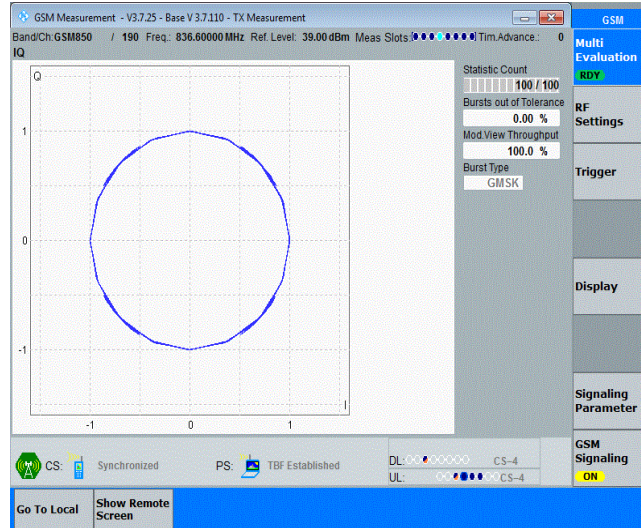 GSM Measurement - V3.7.25 - Base V 3.7.110 - TX Measurement
GSM
Band/Ch: GSM850 / 190 Freq.: 836.60000 MHz Ref. Level: 39.00 dBm Meas Slots: Tim.Advance.: 0
IQ
Multi
Evaluation
RDY
Q
1
0
-1
-1 0 1
I
Statistic Count
100 / 100
Bursts out of Tolerance
0.00 %
Mod.View Throughput
100.0 %
Burst Type
GMSK
RF
Settings
Trigger
Display
Signaling
Parameter
GSM
Signaling
ON
CS: Synchronized PS: TBF Established
DL: CS-4
UL: CS-4
Go To Local
Show Remote
Screen